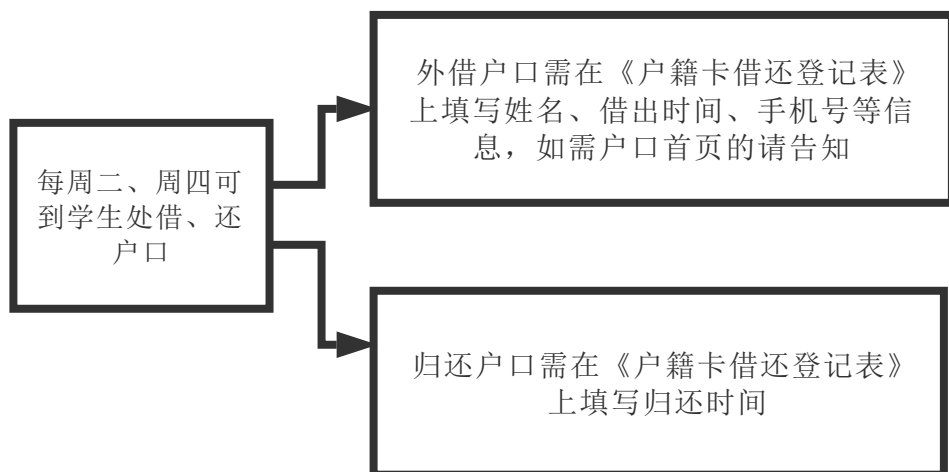 每周二、周四可
到学生处借、还
户口
外借户口需在《户籍卡借还登记表》
上填写姓名、借出时间、手机号等信
息，如需户口首页的请告知
归还户口需在《户籍卡借还登记表》
上填写归还时间